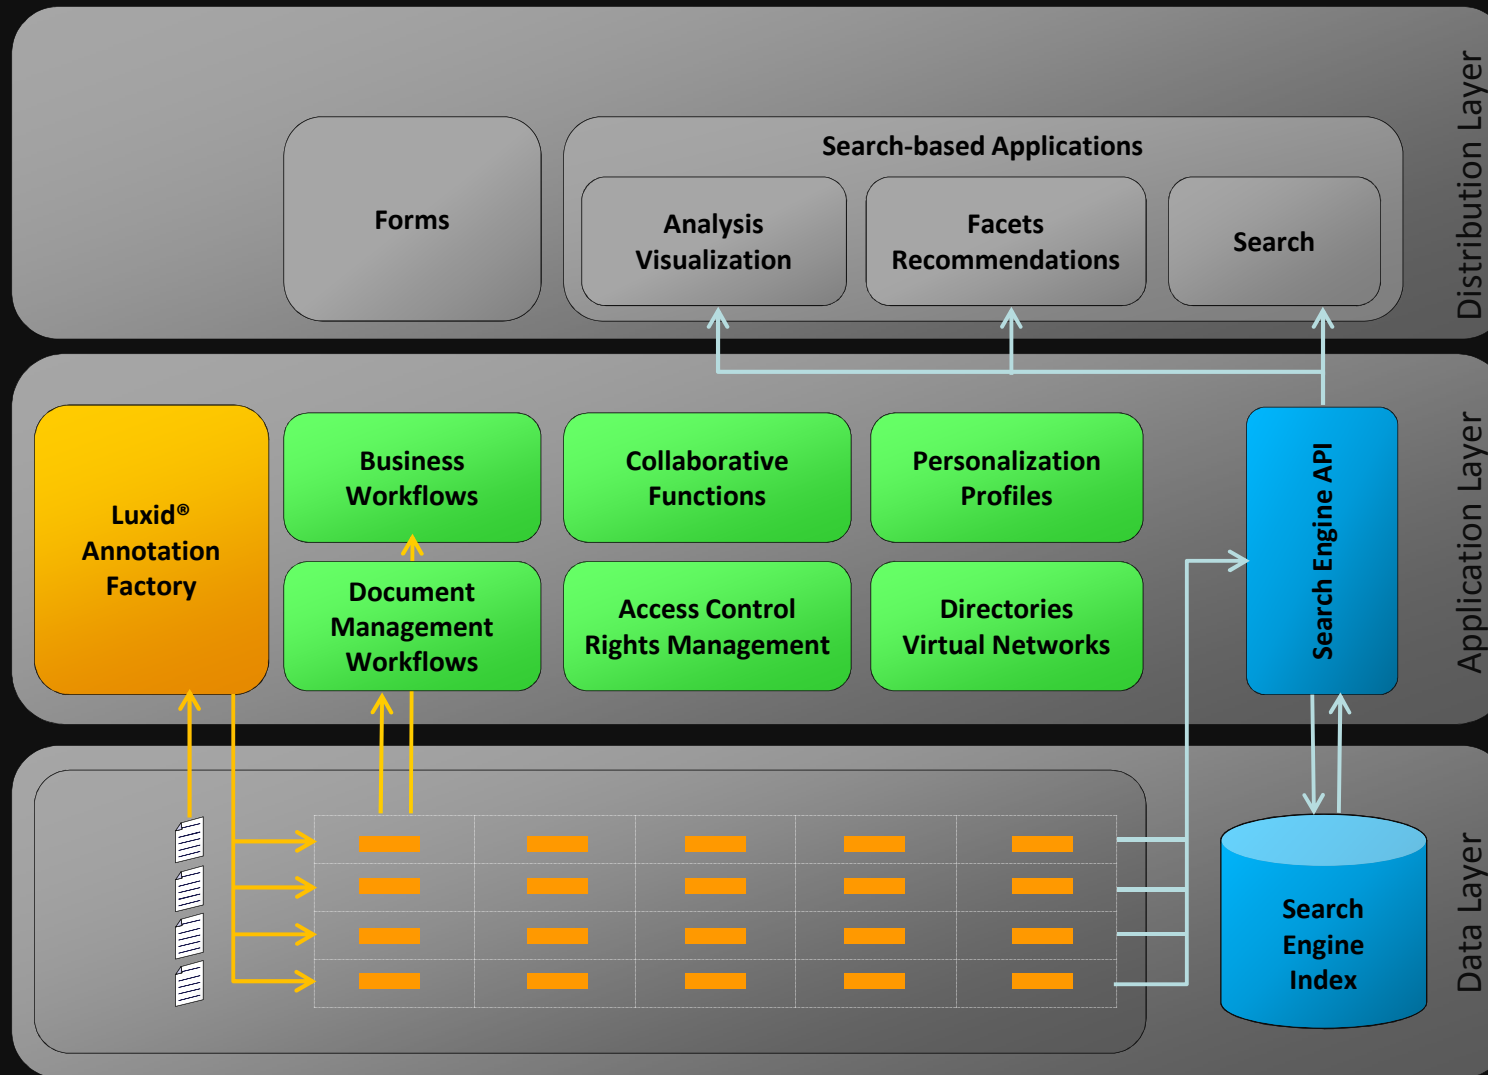 Distribution Layer
Search-based Applications
Forms
Analysis
Visualization
Facets
Recommendations
Search
Application Layer
Luxid®
Annotation
Factory
Business
Workflows
Collaborative
Functions
Personalization
Profiles
Document
Management
Workflows
Access Control
Rights Management
Directories
Virtual Networks
Search Engine API
Data Layer
Search
Engine
Index